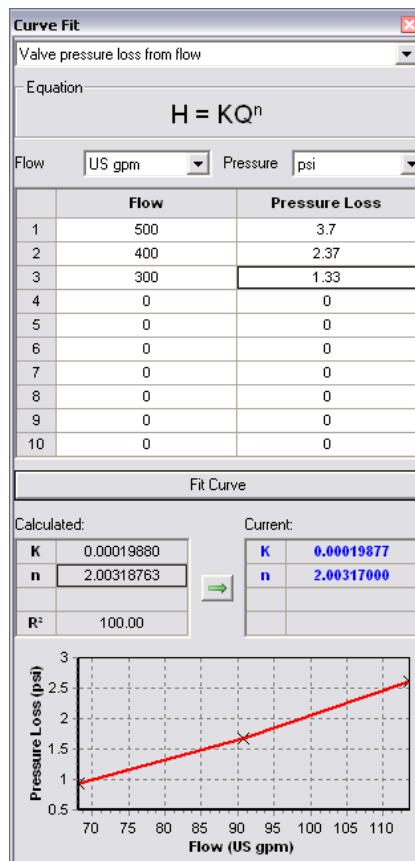 Curve Fit
Valve pressure loss from flow
Equation
H = KQⁿ
Flow US gpm Pressure psi
Flow Pressure Loss
1 500 3.7
2 400 2.37
3 300 1.33
4 0 0
5 0 0
6 0 0
7 0 0
8 0 0
9 0 0
10 0 0
Fit Curve
Calculated: Current:
K 0.00019880 K 0.00019877
n 2.00318763 n 2.00317000
R² 100.00
Pressure Loss (psi)
3
2.5
2
1.5
1
0.5
70 75 80 85 90 95 100 105 110
Flow (US gpm)